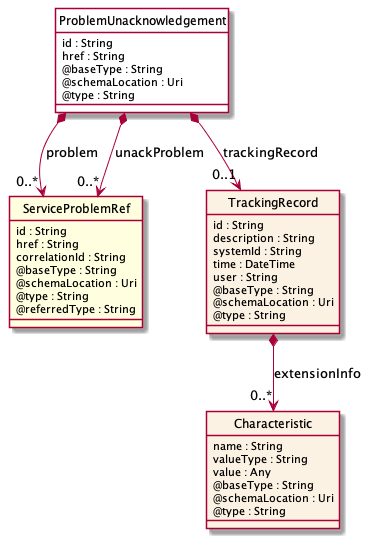 ProblemUnacknowledgement
id : String
href : String
@baseType : String
@schemaLocation : Uri
@type : String
problem
unackProblem
trackingRecord
0..*
0..*
0..1
ServiceProblemRef
id : String
href : String
correlationId : String
@baseType : String
@schemaLocation : Uri
@type : String
@referredType : String
TrackingRecord
id : String
description : String
systemId : String
time : DateTime
user : String
@baseType : String
@schemaLocation : Uri
@type : String
extensionInfo
0..*
Characteristic
name : String
valueType : String
value : Any
@baseType : String
@schemaLocation : Uri
@type : String